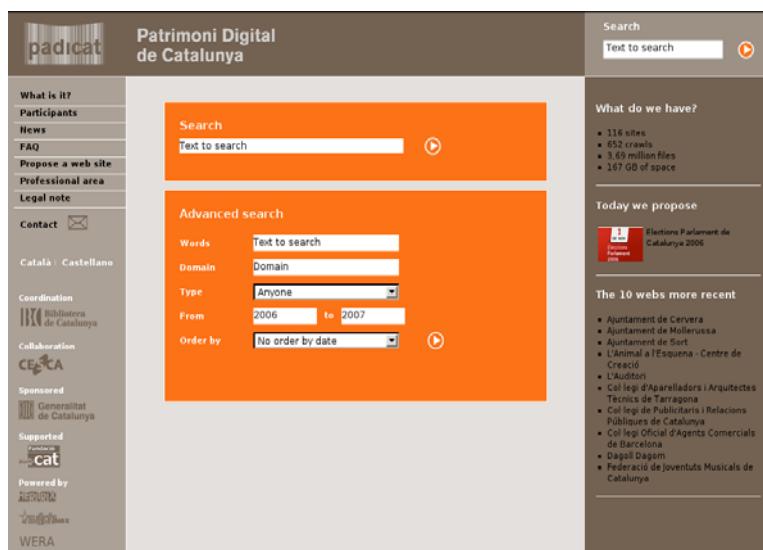 padicat
Patrimoni Digital
de Catalunya
Search
Text to search
What is it?
Participants
News
FAQ
Propose a web site
Professional area
Legal note
Contact
Català | Castellano
Coordination
Biblioteca
de Catalunya
Collaboration
CESCA
Sponsored
Generalitat
de Catalunya
Supported
Fundació
.cat
Powered by
WERA
Search
Text to search
Advanced search
Words Text to search
Domain Domain
Type Anyone
From 2006 to 2007
Order by No order by date
What do we have?
116 sites
652 crawls
3,69 million files
167 GB of space
Today we propose
Eleccions
Parlament
2006
Elections Parlament de
Catalunya 2006
The 10 webs more recent
Ajuntament de Cervera
Ajuntament de Mollerussa
Ajuntament de Sort
L'Animal a l'Esquena - Centre de
Creació
L'Auditori
Col·legi d'Aparelladors i Arquitectes
Tècnics de Tarragona
Col·legi de Publicitaris i Relacions
Públiques de Catalunya
Col·legi Oficial d'Agents Comercials
de Barcelona
Dagoll Dagom
Federació de Joventuts Musicals de
Catalunya